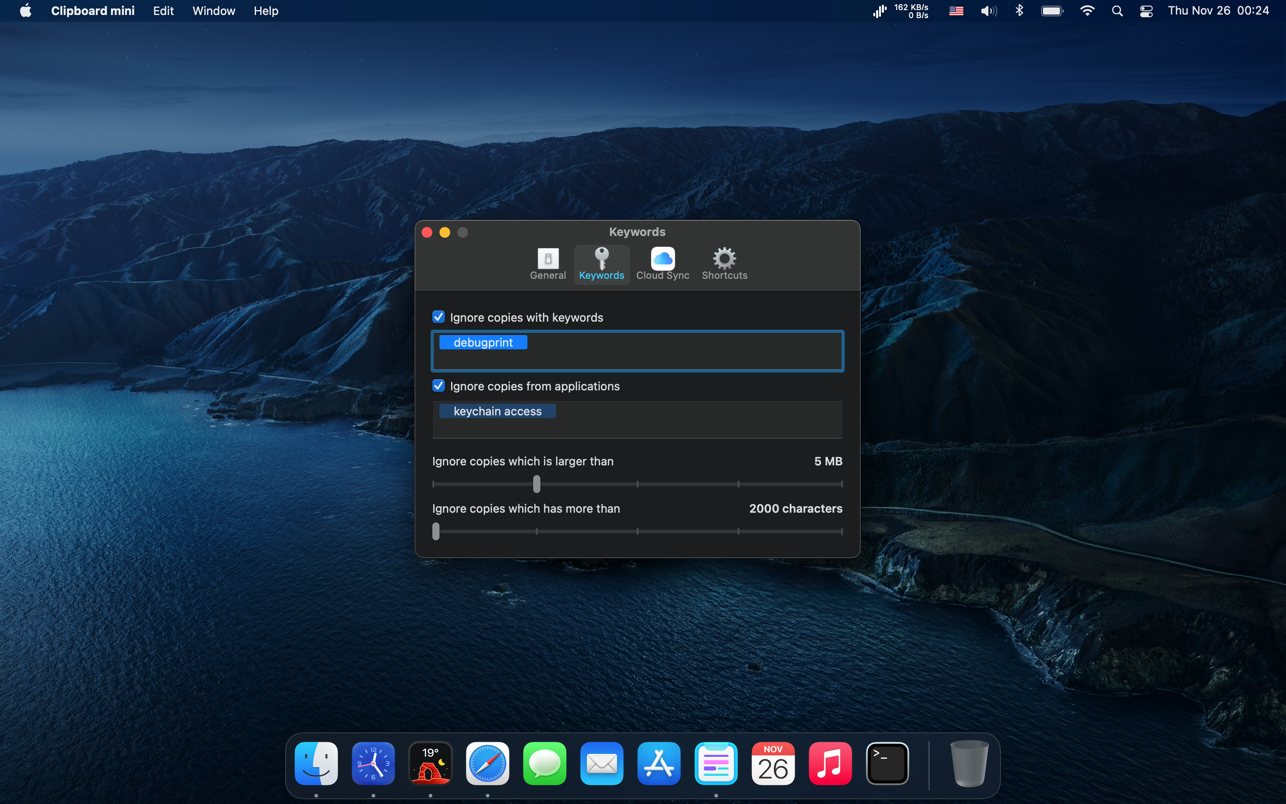 Clipboard mini Edit Window Help
162 KB/s
0 B/s
Thu Nov 26 00:24
Keywords
General Keywords Cloud Sync Shortcuts
Ignore copies with keywords
debugprint
Ignore copies from applications
keychain access
Ignore copies which is larger than 5 MB
Ignore copies which has more than 2000 characters
19°
NOV
26
>_